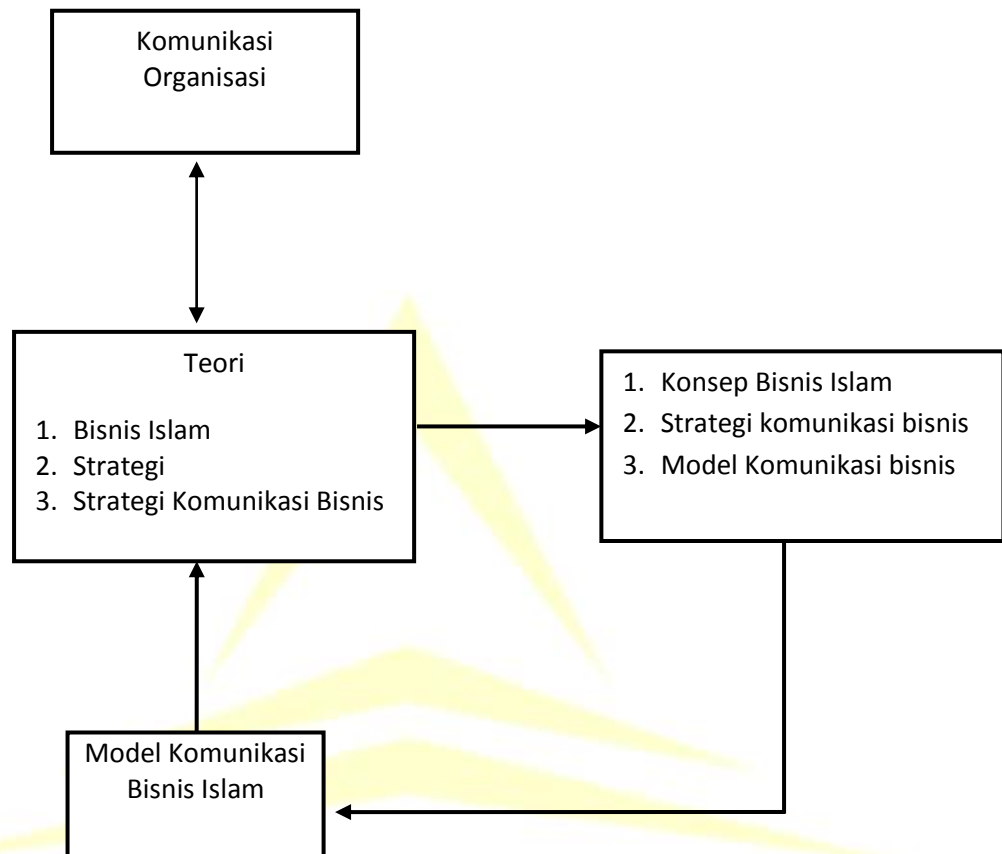 Komunikasi
Organisasi
Teori
1. Bisnis Islam
2. Strategi
3. Strategi Komunikasi Bisnis
1. Konsep Bisnis Islam
2. Strategi komunikasi bisnis
3. Model Komunikasi bisnis
Model Komunikasi
Bisnis Islam